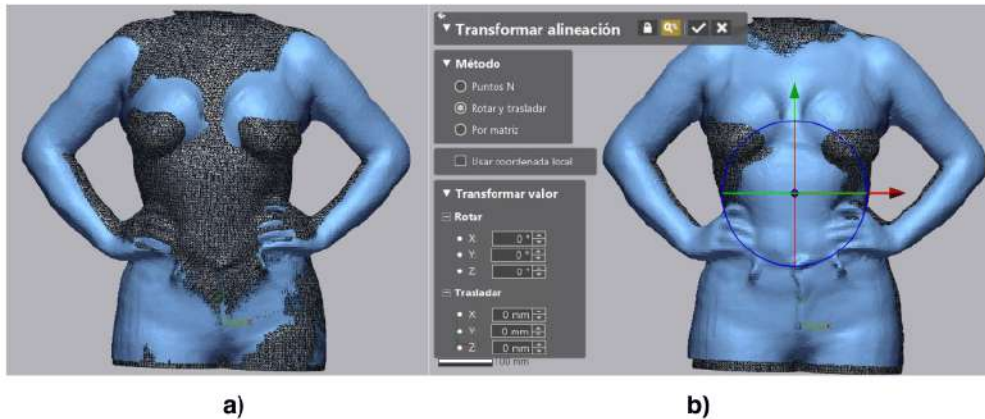 Transformar alineación
Método
Puntos N
Rotar y trasladar
Por matriz
Usar coordenada local
Transformar valor
Rotar
X: 0 °
Y: 0 °
Z: 0 °
Trasladar
X 0 mm
Y 0 mm
Z 0 mm
100 mm
a)
b)